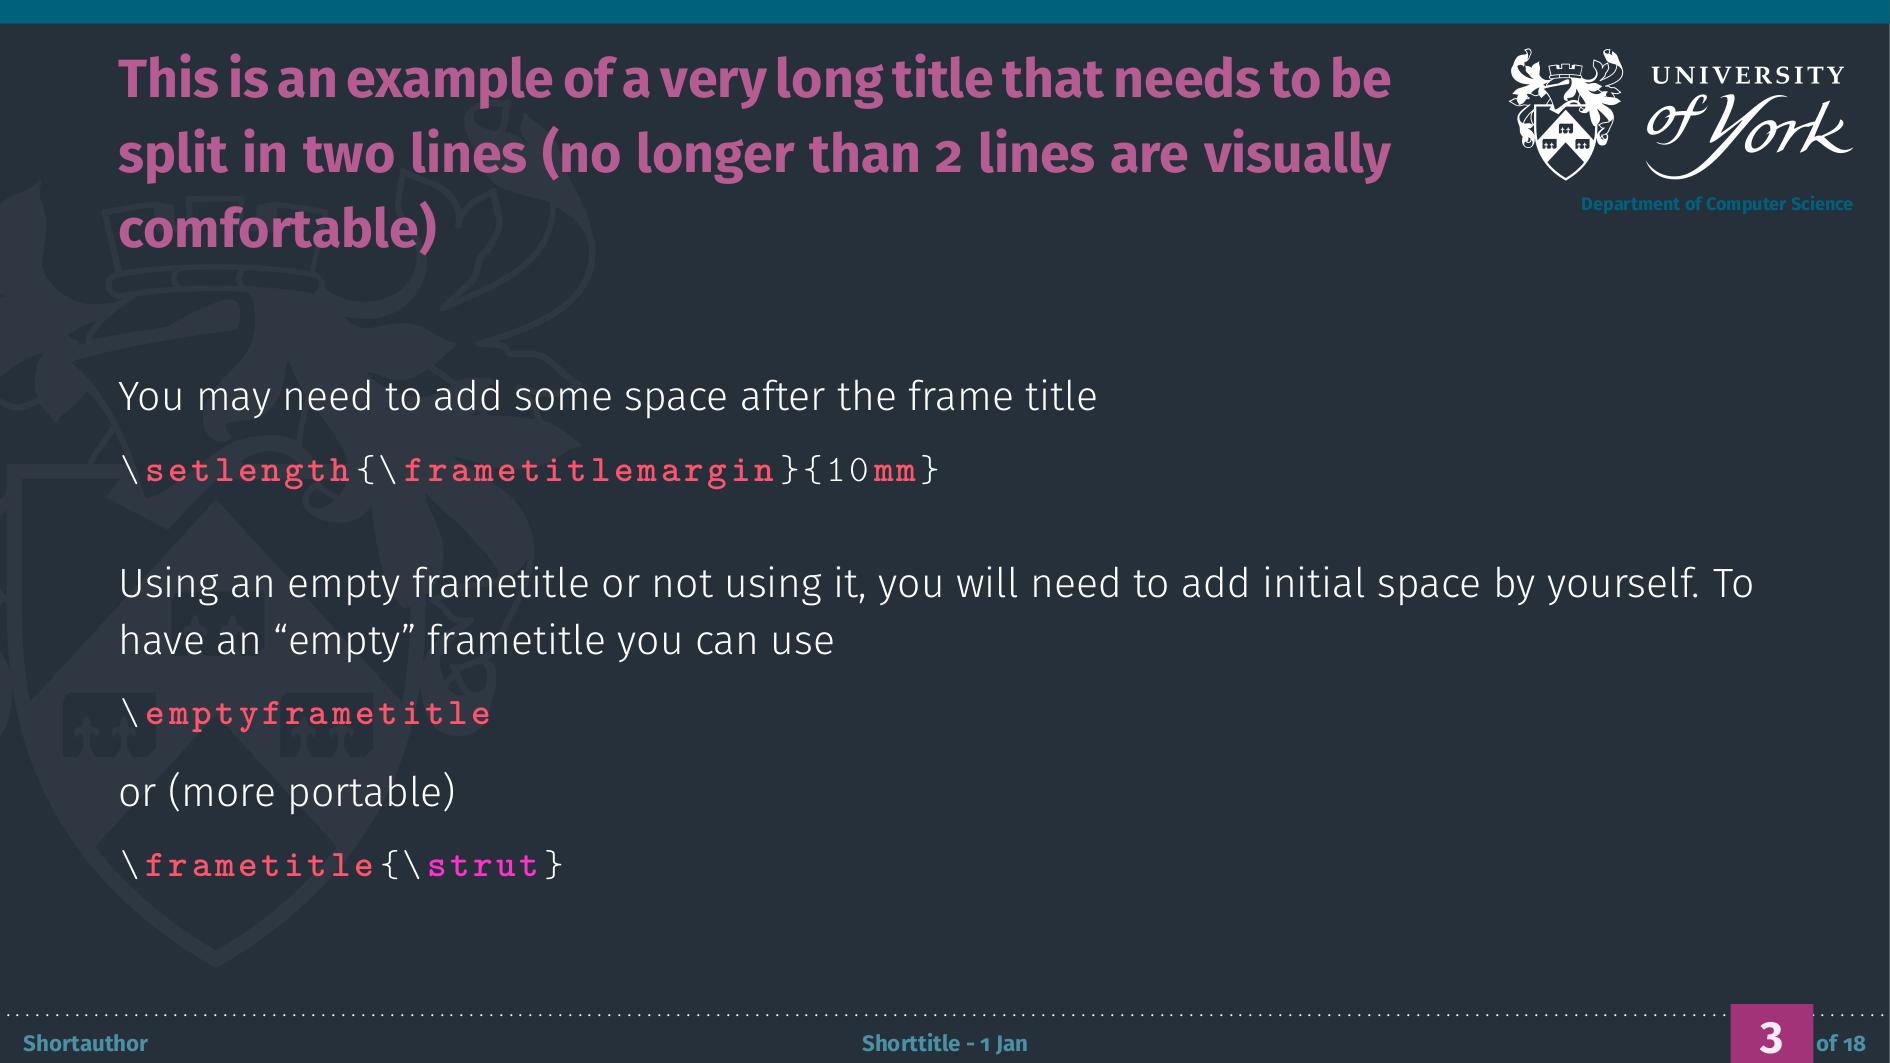 This is an example of a very long title that needs to be
split in two lines (no longer than 2 lines are visually
comfortable)
UNIVERSITY
of York
Department of Computer Science
You may need to add some space after the frame title
\setlength{\frametitlemargin}{10mm}
Using an empty frametitle or not using it, you will need to add initial space by yourself. To
have an “empty” frametitle you can use
\emptyframetitle
or (more portable)
\frametitle{\strut}
Shortauthor
Shorttitle - 1 Jan
3 of 18